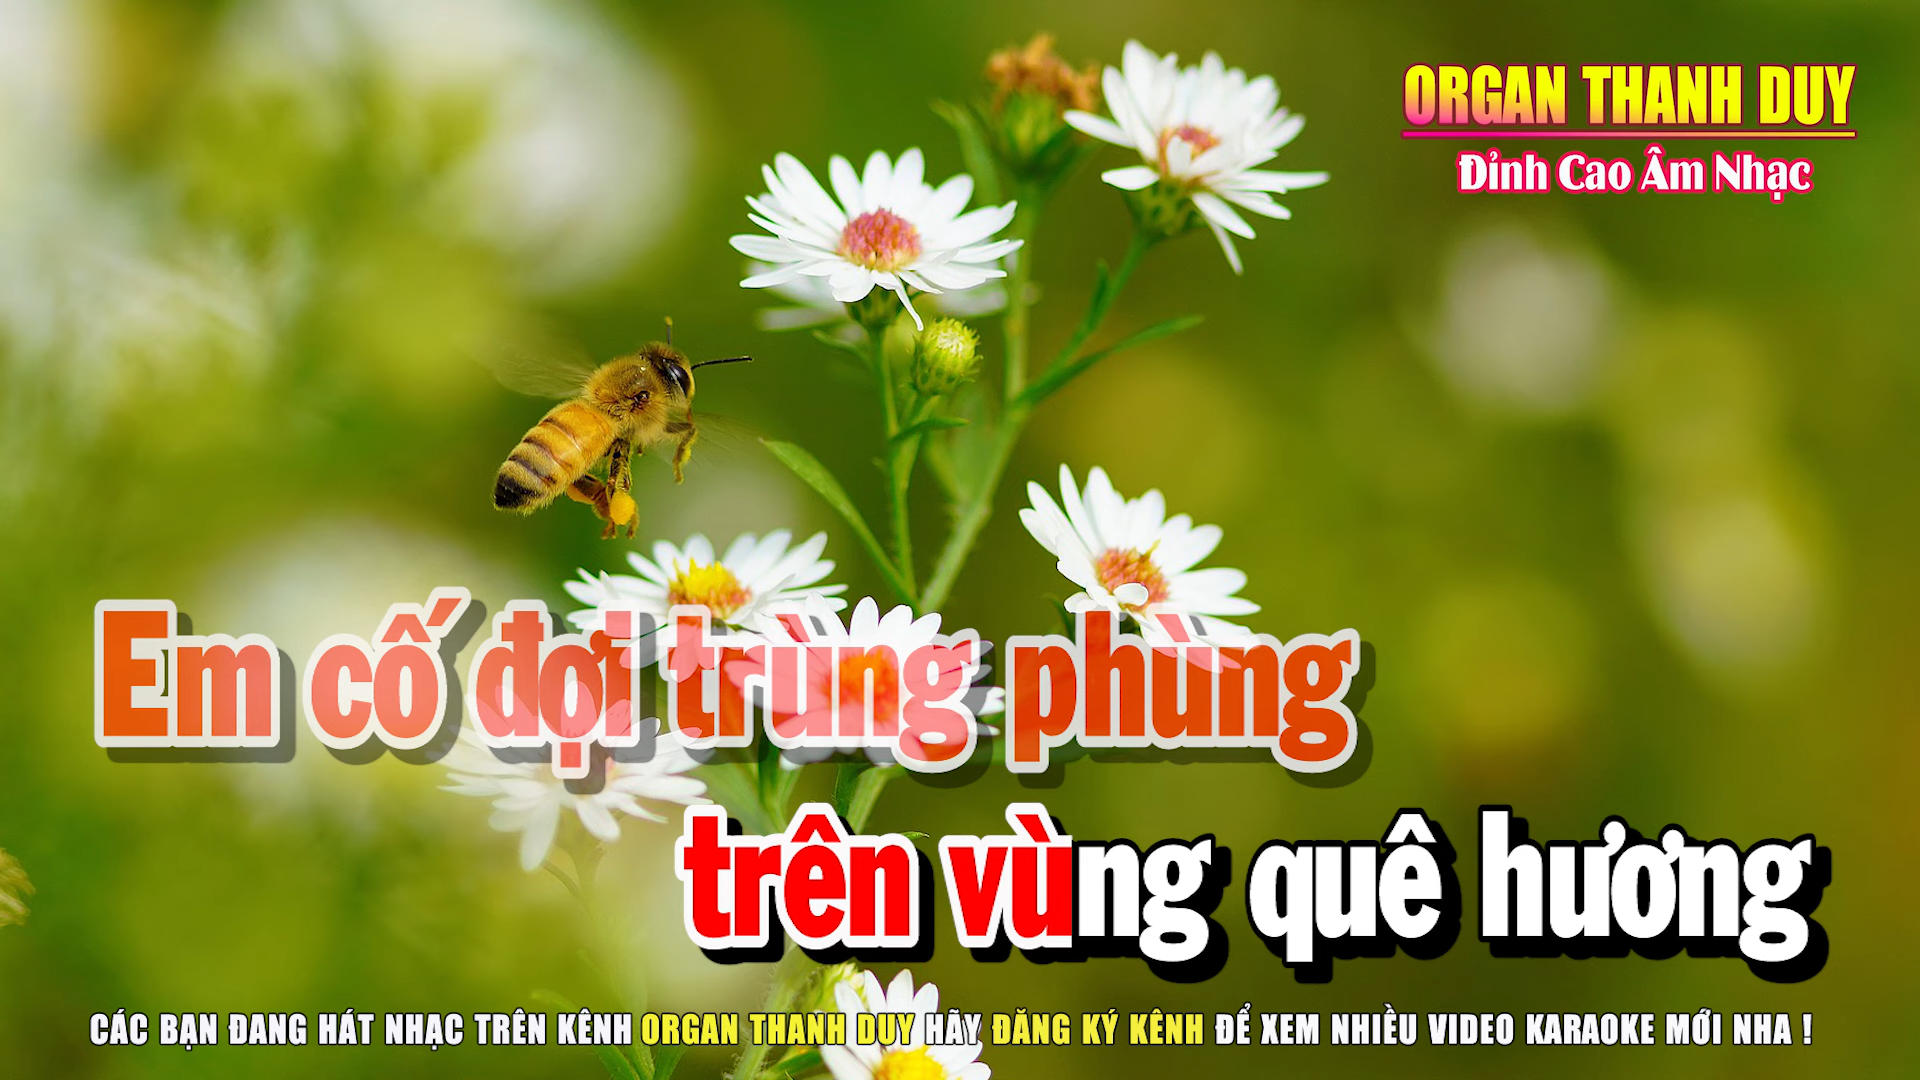 ORGAN THANH DUY
Đỉnh Cao Âm Nhạc
Em cố đợi trùng phùng
trên vùng quê hương
CÁC BẠN ĐANG HÁT NHẠC TRÊN KÊNH ORGAN THANH DUY HÃY ĐĂNG KÝ KÊNH ĐỂ XEM NHIỀU VIDEO KARAOKE MỚI NHA !